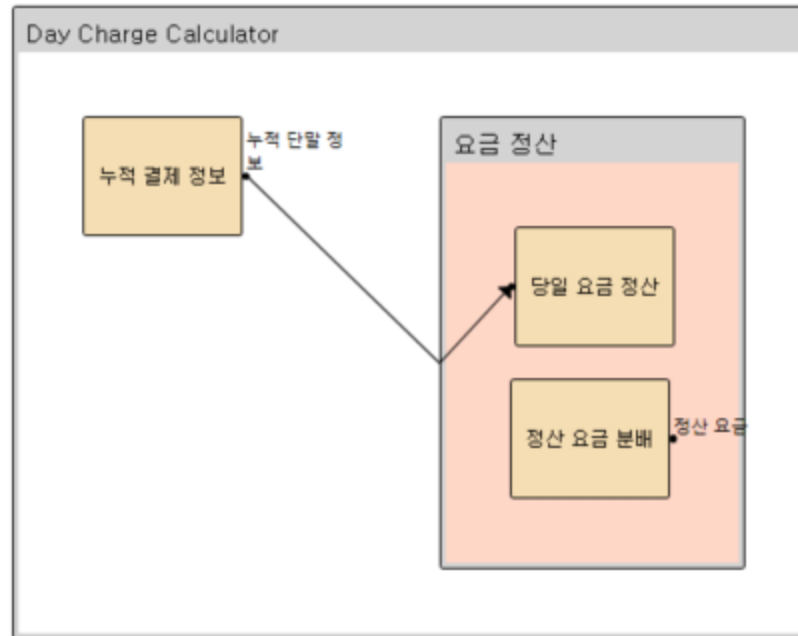 Day Charge Calculator
누적 결제 정보
누적 단말 정
보
요금 정산
당일 요금 정산
정산 요금 분배
정산 요금